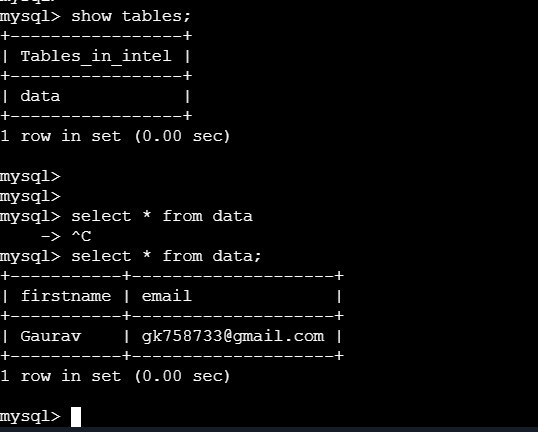 mysql> show tables;
+-----------------+
| Tables_in_intel |
+-----------------+
| data            |
+-----------------+
1 row in set (0.00 sec)
mysql>
mysql>
mysql> select * from data
    -> ^C
mysql> select * from data;
+-----------+--------------------+
| firstname | email              |
+-----------+--------------------+
| Gaurav    | gk758733@gmail.com |
+-----------+--------------------+
1 row in set (0.00 sec)
mysql>